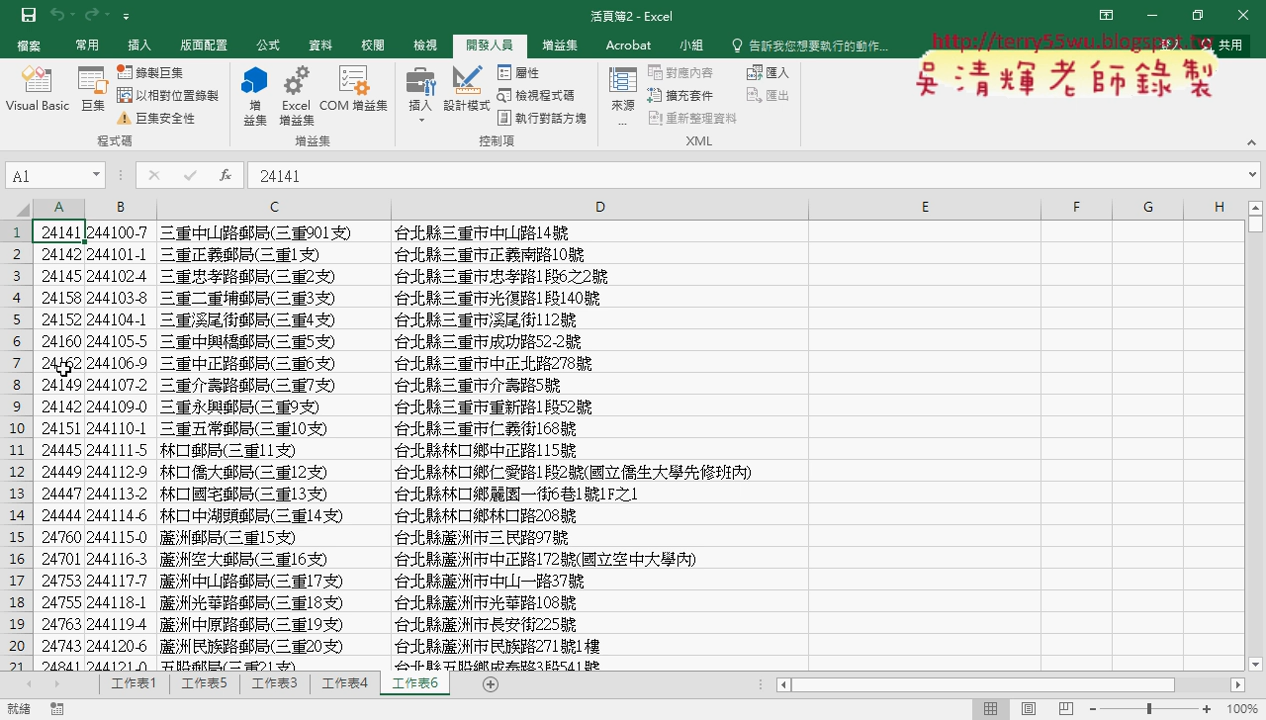 活頁簿2 - Excel
檔案 常用 插入 版面配置 公式 資料 校閱 檢視 開發人員 增益集 Acrobat 小組 告訴我您想要執行的動作... 共用
http://terry55wu.blogspot.tw
吳清輝老師錄製
Visual Basic 巨集 錄製巨集 以相對位置錄製 巨集安全性
增益集 Excel 增益集 COM 增益集
插入 設計模式 屬性 檢視程式碼 執行對話方塊
來源... 對應內容 擴充套件 重新整理資料 匯入 匯出
程式碼 增益集 控制項 XML
A1 fx 24141
A B C D E F G H
1 24141 244100-7 三重中山路郵局(三重901支) 台北縣三重市中山路14號
2 24142 244101-1 三重正義郵局(三重1支) 台北縣三重市正義南路10號
3 24145 244102-4 三重忠孝路郵局(三重2支) 台北縣三重市忠孝路1段6之2號
4 24158 244103-8 三重二重埔郵局(三重3支) 台北縣三重市光復路1段140號
5 24152 244104-1 三重溪尾街郵局(三重4支) 台北縣三重市溪尾街112號
6 24160 244105-5 三重中興橋郵局(三重5支) 台北縣三重市成功路52-2號
7 24162 244106-9 三重中正路郵局(三重6支) 台北縣三重市中正北路278號
8 24149 244107-2 三重介壽路郵局(三重7支) 台北縣三重市介壽路5號
9 24142 244109-0 三重永興郵局(三重9支) 台北縣三重市重新路1段52號
10 24151 244110-1 三重五常郵局(三重10支) 台北縣三重市仁義街168號
11 24445 244111-5 林口郵局(三重11支) 台北縣林口鄉中正路115號
12 24449 244112-9 林口僑大郵局(三重12支) 台北縣林口鄉仁愛路1段2號(國立僑生大學先修班內)
13 24447 244113-2 林口國宅郵局(三重13支) 台北縣林口鄉麗園一街6巷1號1F之1
14 24444 244114-6 林口中湖頭郵局(三重14支) 台北縣林口鄉林口路208號
15 24760 244115-0 蘆洲郵局(三重15支) 台北縣蘆洲市三民路97號
16 24701 244116-3 蘆洲空大郵局(三重16支) 台北縣蘆洲市中正路172號(國立空中大學內)
17 24753 244117-7 蘆洲中山路郵局(三重17支) 台北縣蘆洲市中山一路37號
18 24755 244118-1 蘆洲光華路郵局(三重18支) 台北縣蘆洲市光華路108號
19 24763 244119-4 蘆洲中原路郵局(三重19支) 台北縣蘆洲市長安街225號
20 24743 244120-6 蘆洲民族路郵局(三重20支) 台北縣蘆洲市民族路271號1樓
21 24841 244121-0 五股郵局(三重21支) 台北縣五股鄉成泰路3段541號
工作表1 工作表5 工作表3 工作表4 工作表6
就緒 100%